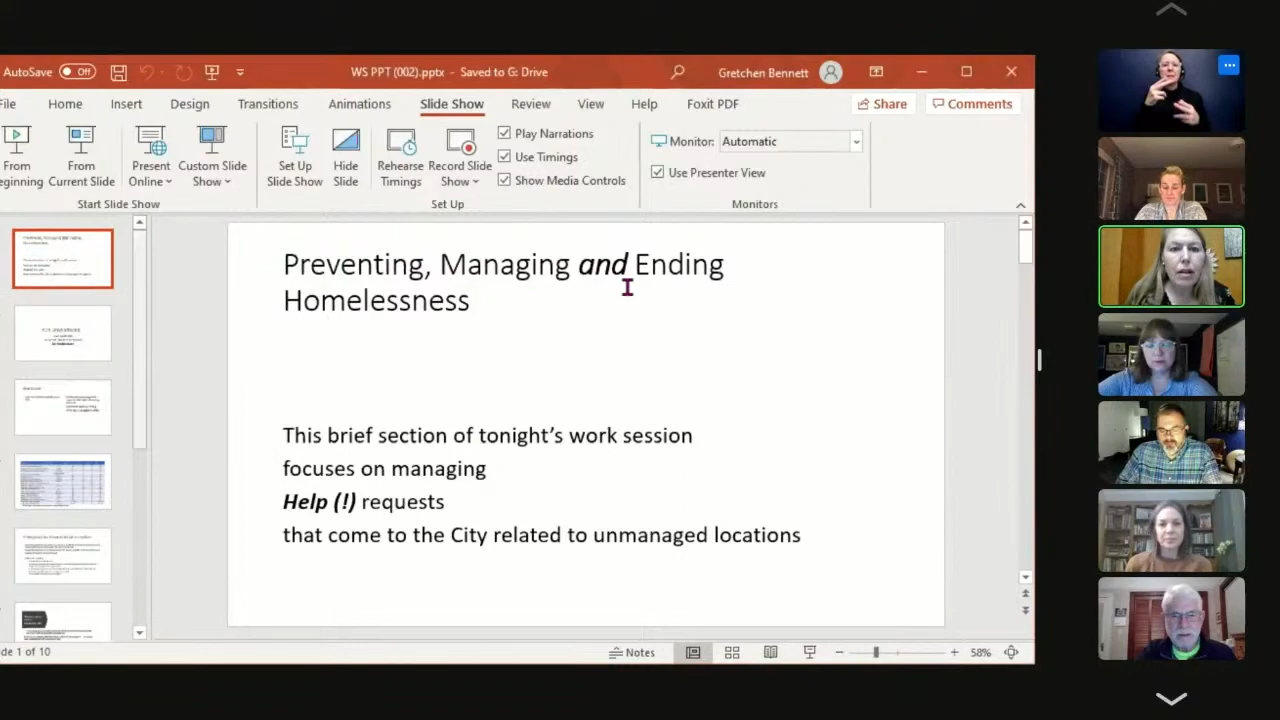 AutoSave Off
WS PPT (002).pptx - Saved to G: Drive
Gretchen Bennett
File Home Insert Design Transitions Animations Slide Show Review View Help Foxit PDF
Share Comments
From Beginning
From Current Slide
Present Online
Custom Slide Show
Start Slide Show
Set Up Slide Show
Hide Slide
Rehearse Timings
Record Slide Show
Play Narrations
Use Timings
Show Media Controls
Set Up
Monitor: Automatic
Use Presenter View
Monitors
Preventing, Managing and Ending
Homelessness
This brief section of tonight’s work session
focuses on managing
Help (!) requests
that come to the City related to unmanaged locations
Slide 1 of 10
Notes
58%